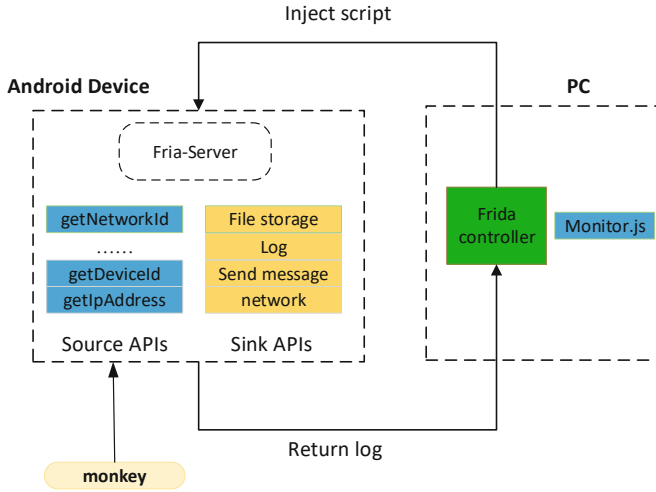 Inject script
Android Device
PC
Fria-Server
getNetworkId
......
getDeviceId
getIpAddress
Source APIs
File storage
Log
Send message
network
Sink APIs
Frida
controller
Monitor.js
Return log
monkey